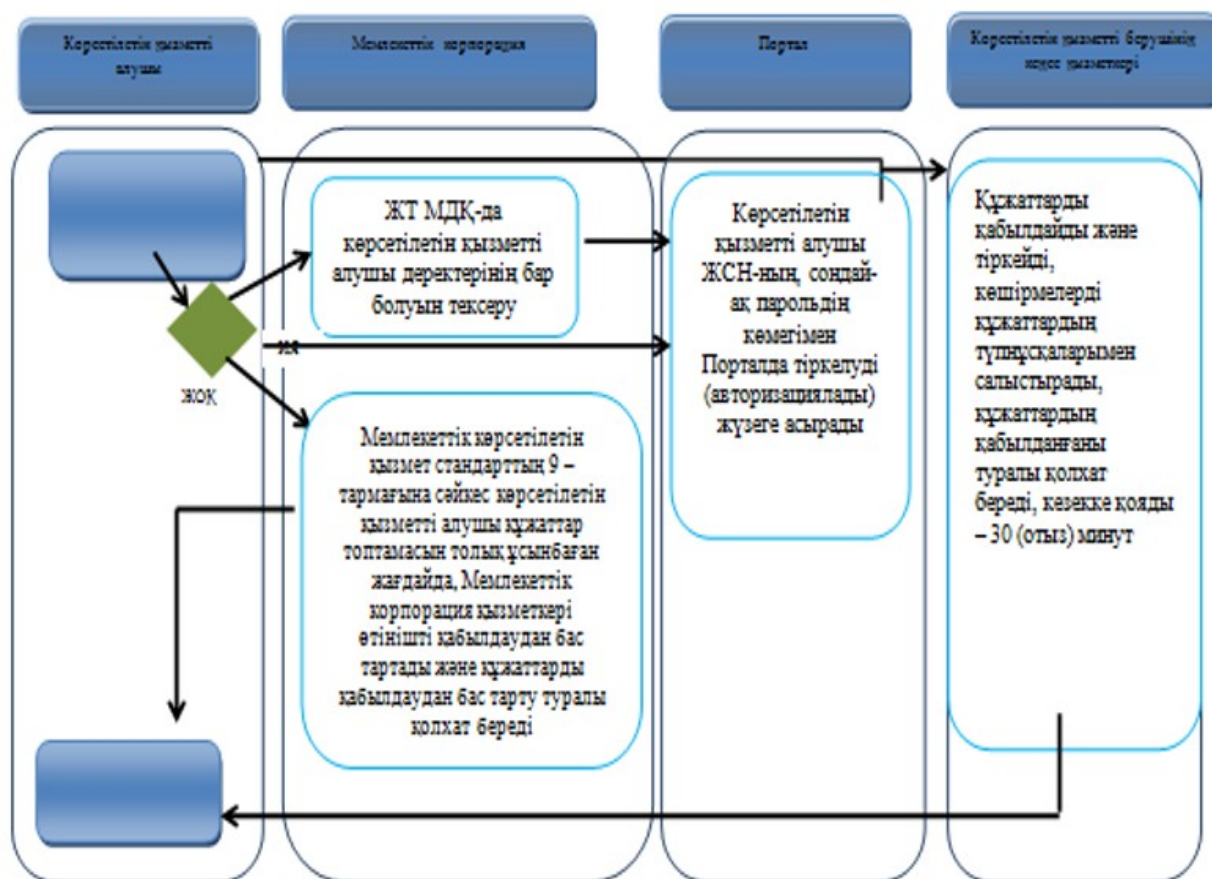 Көрсетілетін қызметті
алушы
Мемлекеттік корпорация
Портал
Көрсетілетін қызметті берушінің
кеңсе қызметкері
ЖТ МДҚ-да
көрсетілетін қызметті
алушы деректерінің бар
болуын тексеру
ИЯ
ЖОҚ
Мемлекеттік көрсетілетін
қызмет стандарттың 9 –
тармағына сәйкес көрсетілетін
қызметті алушы құжаттар
топтамасын толық ұсынбаған
жағдайда, Мемлекеттік
корпорация қызметкері
өтінішті қабылдаудан бас
тартады және құжаттарды
қабылдаудан бас тарту туралы
қолхат береді
Көрсетілетін
қызметті алушы
ЖСН-ның, сондай-
ақ парольдің
көмегімен
Порталда тіркелуді
(авторизациялады)
жүзеге асырады
Құжаттарды
қабылдайды және
тіркейді,
көшірмелерді
құжаттардың
түпнұсқаларымен
салыстырады,
құжаттардың
қабылданғаны
туралы қолхат
береді, кезекке қояды
– 30 (отыз) минут